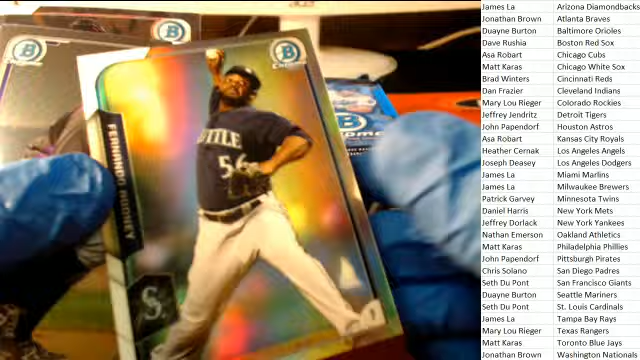 B
Chrome
FERNANDO RODNEY
TTLE
56
S
B
B
James La Arizona Diamondbacks
Jonathan Brown Atlanta Braves
Duayne Burton Baltimore Orioles
Dave Rushia Boston Red Sox
Asa Robart Chicago Cubs
Matt Karas Chicago White Sox
Brad Winters Cincinnati Reds
Dan Frazier Cleveland Indians
Mary Lou Rieger Colorado Rockies
Jeffrey Jendritz Detroit Tigers
John Papendorf Houston Astros
Asa Robart Kansas City Royals
Heather Cernak Los Angeles Angels
Joseph Deasey Los Angeles Dodgers
James La Miami Marlins
James La Milwaukee Brewers
Patrick Garvey Minnesota Twins
Daniel Harris New York Mets
Jeffrey Dorlack New York Yankees
Nathan Emerson Oakland Athletics
Matt Karas Philadelphia Phillies
John Papendorf Pittsburgh Pirates
Chris Solano San Diego Padres
Seth Du Pont San Francisco Giants
Duayne Burton Seattle Mariners
Seth Du Pont St. Louis Cardinals
James La Tampa Bay Rays
Mary Lou Rieger Texas Rangers
Matt Karas Toronto Blue Jays
Jonathan Brown Washington Nationals